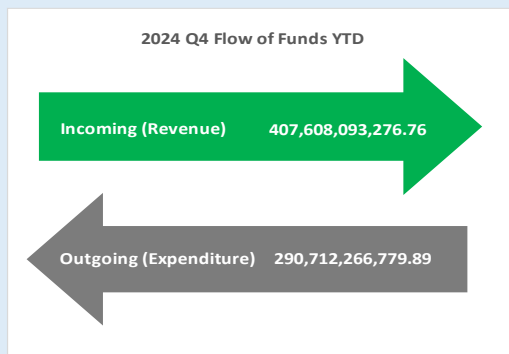 2024 Q4 Flow of Funds YTD
Incoming (Revenue) 407,608,093,276.76
Outgoing (Expenditure) 290,712,266,779.89